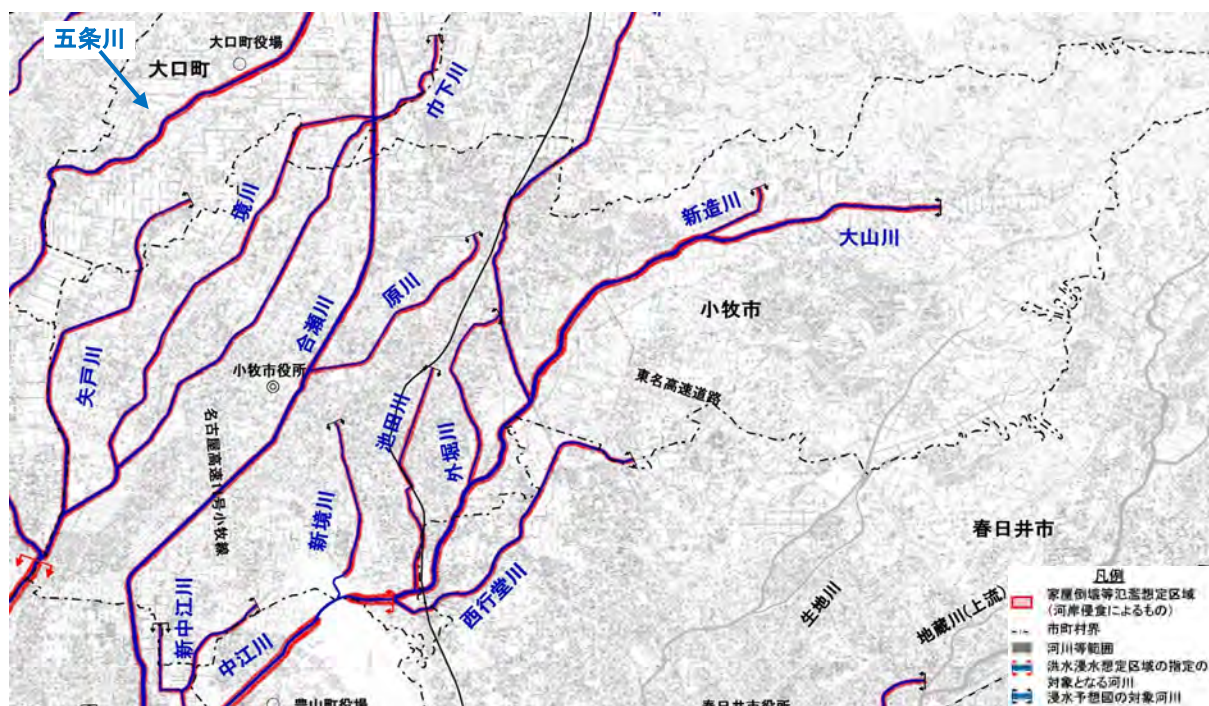 五条川
大口町役場
大口町
巾下川
境川
新造川
大山川
原川
合瀬川
小牧市
小牧市役所
矢戸川
東名高速道路
池田川
外堀川
名古屋高速11号小牧線
新境川
春日井市
西行堂川
生地川
地蔵川(上流)
新中江川
中江川
豊山町役場
春日井市役所
凡例
家屋倒壊等氾濫想定区域
(河岸侵食によるもの)
市町村界
河川等範囲
洪水浸水想定区域の指定の
対象となる河川
浸水予想図の対象河川